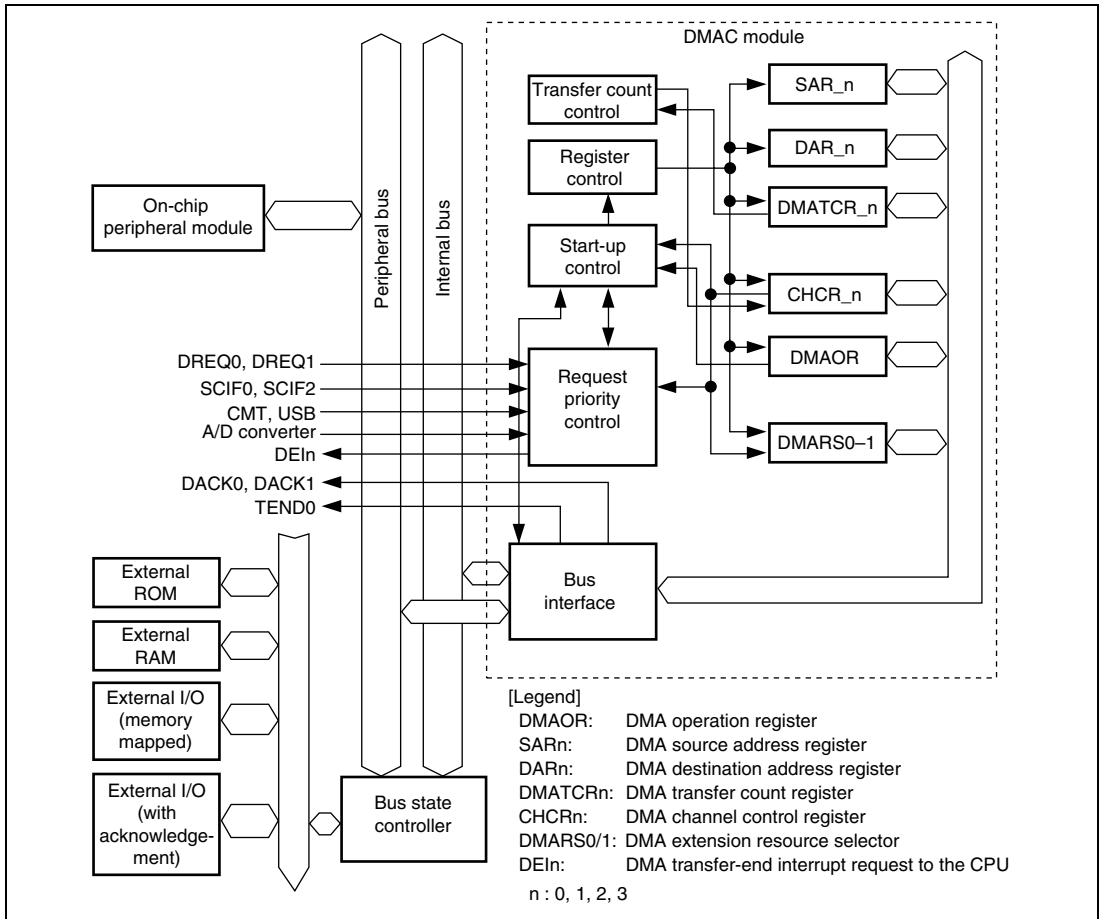 DMAC module
Transfer count
control
Register
control
Start-up
control
Request
priority
control
Bus
interface
SAR_n
DAR_n
DMATCR_n
CHCR_n
DMAOR
DMARS0–1
On-chip
peripheral module
Peripheral bus
Internal bus
DREQ0, DREQ1
SCIF0, SCIF2
CMT, USB
A/D converter
DEIn
DACK0, DACK1
TEND0
External
ROM
External
RAM
External I/O
(memory
mapped)
External I/O
(with
acknowledge-
ment)
Bus state
controller
[Legend]
DMAOR: DMA operation register
SARn: DMA source address register
DARn: DMA destination address register
DMATCRn: DMA transfer count register
CHCRn: DMA channel control register
DMARS0/1: DMA extension resource selector
DEIn: DMA transfer-end interrupt request to the CPU
n : 0, 1, 2, 3